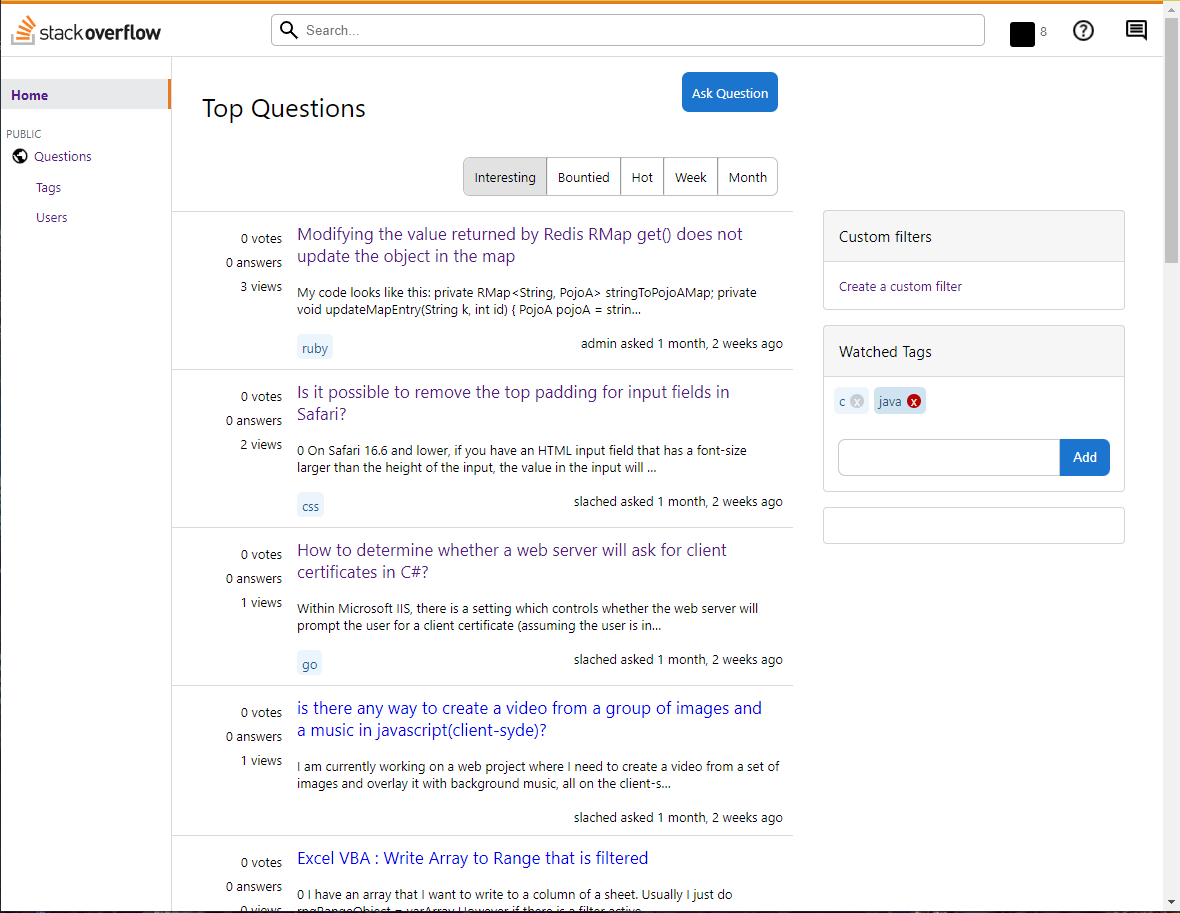 stackoverflow
Search...
8
?
Home
PUBLIC
Questions
Tags
Users
Top Questions
Ask Question
Interesting Bountied Hot Week Month
0 votes
0 answers
3 views
Modifying the value returned by Redis RMap get() does not
update the object in the map
My code looks like this: private RMap<String, PojoA> stringToPojoAMap; private
void updateMapEntry(String k, int id) { PojoA pojoA = strin...
ruby
admin asked 1 month, 2 weeks ago
0 votes
0 answers
2 views
Is it possible to remove the top padding for input fields in
Safari?
0 On Safari 16.6 and lower, if you have an HTML input field that has a font-size
larger than the height of the input, the value in the input will ...
css
slached asked 1 month, 2 weeks ago
0 votes
0 answers
1 views
How to determine whether a web server will ask for client
certificates in C#?
Within Microsoft IIS, there is a setting which controls whether the web server will
prompt the user for a client certificate (assuming the user is in...
go
slached asked 1 month, 2 weeks ago
0 votes
0 answers
1 views
is there any way to create a video from a group of images and
a music in javascript(client-syde)?
I am currently working on a web project where I need to create a video from a set of
images and overlay it with background music, all on the client-s...
slached asked 1 month, 2 weeks ago
0 votes
0 answers
0 views
Excel VBA : Write Array to Range that is filtered
0 I have an array that I want to write to a column of a sheet. Usually I just do
rngRangeObject = varArray However if there is a filter active
Custom filters
Create a custom filter
Watched Tags
c x java x
Add